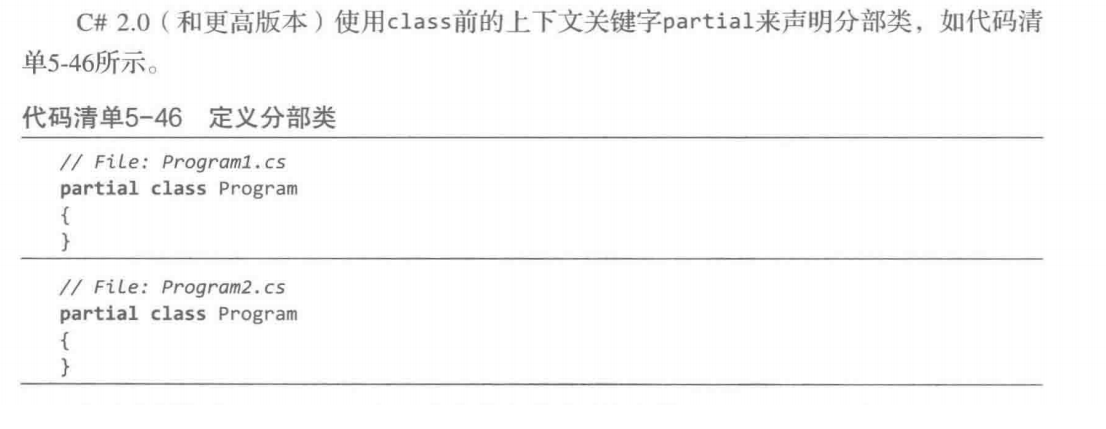 C# 2.0（和更高版本）使用class前的上下文关键字partial来声明分部类，如代码清
单5-46所示。
代码清单5-46 定义分部类
// File: Program1.cs
partial class Program
{
}
// File: Program2.cs
partial class Program
{
}